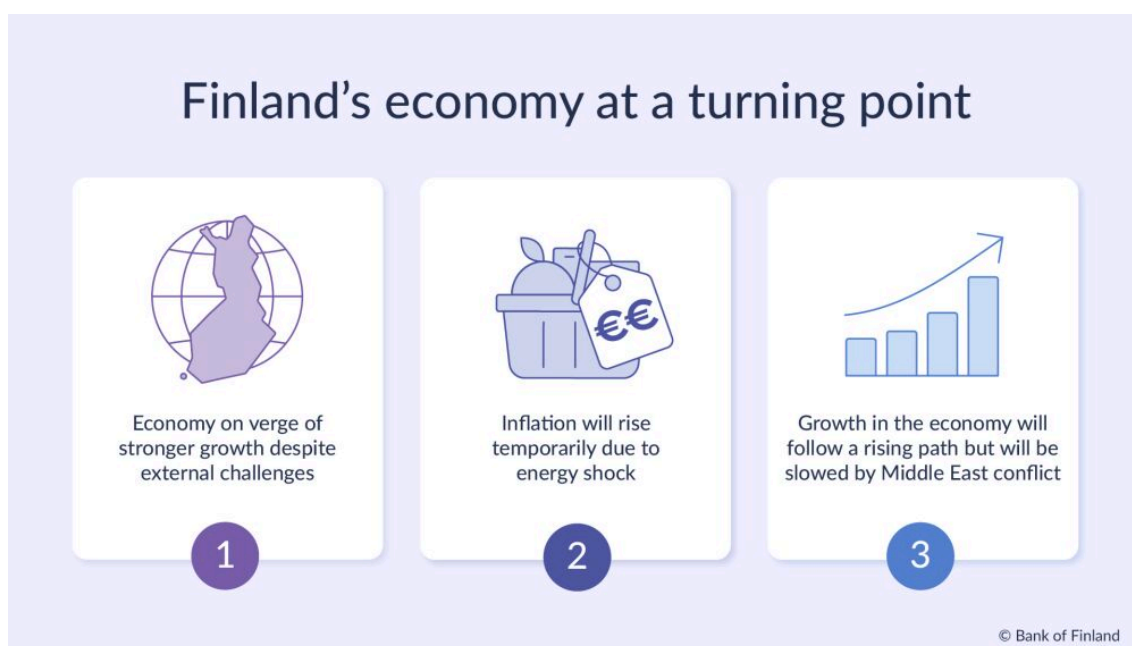 Finland’s economy at a turning point
Economy on verge of
stronger growth despite
external challenges
1
€€
Inflation will rise
temporarily due to
energy shock
2
Growth in the economy will
follow a rising path but will be
slowed by Middle East conflict
3
© Bank of Finland